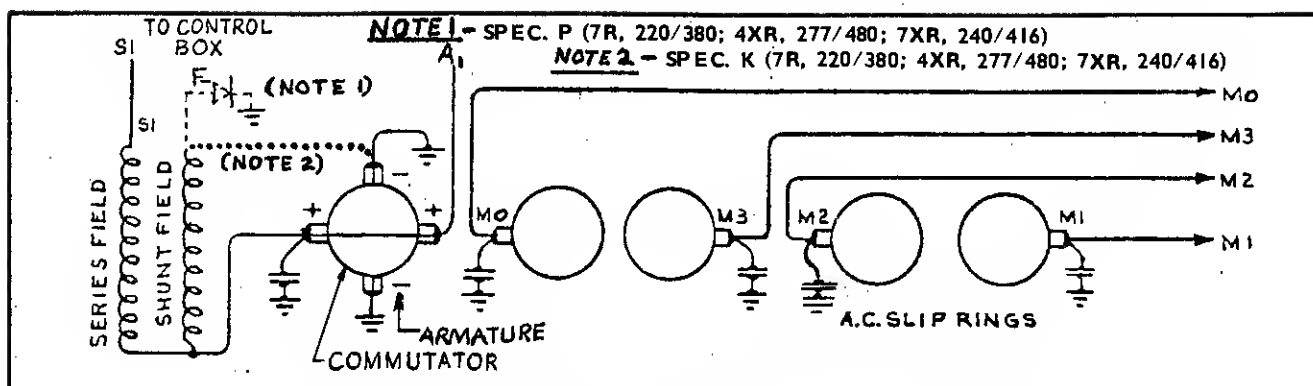 TO CONTROL
BOX
NOTE 1 - SPEC. P (7R, 220/380; 4XR, 277/480; 7XR, 240/416)
NOTE 2 - SPEC. K (7R, 220/380; 4XR, 277/480; 7XR, 240/416)
S1
A1
F-
(NOTE 1)
S1
(NOTE 2)
SERIES FIELD
SHUNT FIELD
-
+
+
-
M0
M3
M2
M1
M0
M3
M2
M1
A.C. SLIP RINGS
ARMATURE
COMMUTATOR